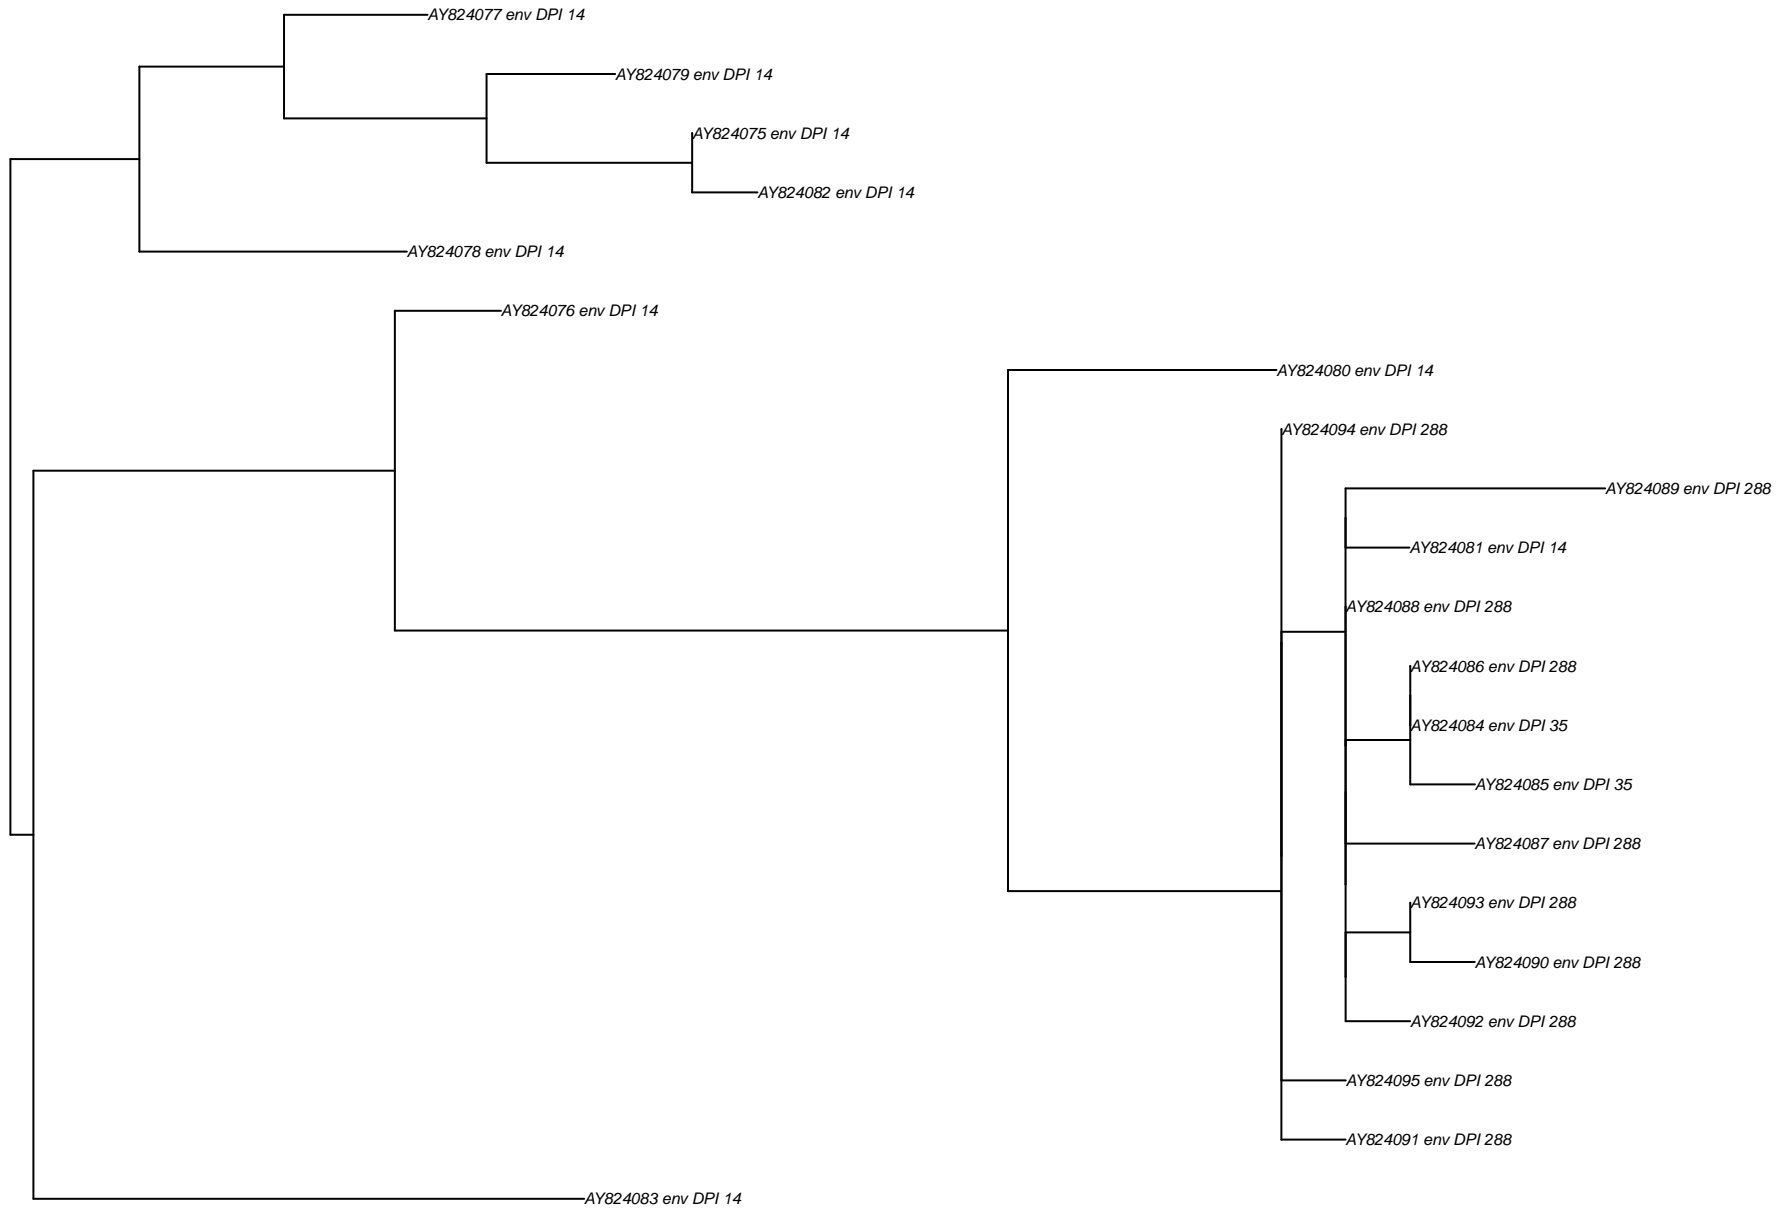 AY824077 env DPI 14
AY824079 env DPI 14
AY824075 env DPI 14
AY824082 env DPI 14
AY824078 env DPI 14
AY824076 env DPI 14
AY824080 env DPI 14
AY824094 env DPI 288
AY824089 env DPI 288
AY824081 env DPI 14
AY824088 env DPI 288
AY824086 env DPI 288
AY824084 env DPI 35
AY824085 env DPI 35
AY824087 env DPI 288
AY824093 env DPI 288
AY824090 env DPI 288
AY824092 env DPI 288
AY824095 env DPI 288
AY824091 env DPI 288
AY824083 env DPI 14